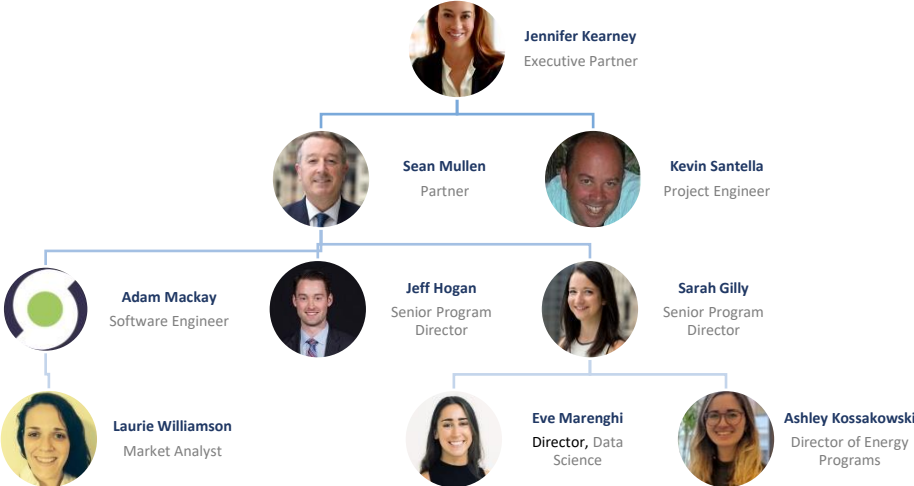 Jennifer Kearney
Executive Partner
Sean Mullen
Partner
Kevin Santella
Project Engineer
Adam Mackay
Software Engineer
Jeff Hogan
Senior Program
Director
Sarah Gilly
Senior Program
Director
Laurie Williamson
Market Analyst
Eve Marenghi
Director, Data
Science
Ashley Kossakowski
Director of Energy
Programs